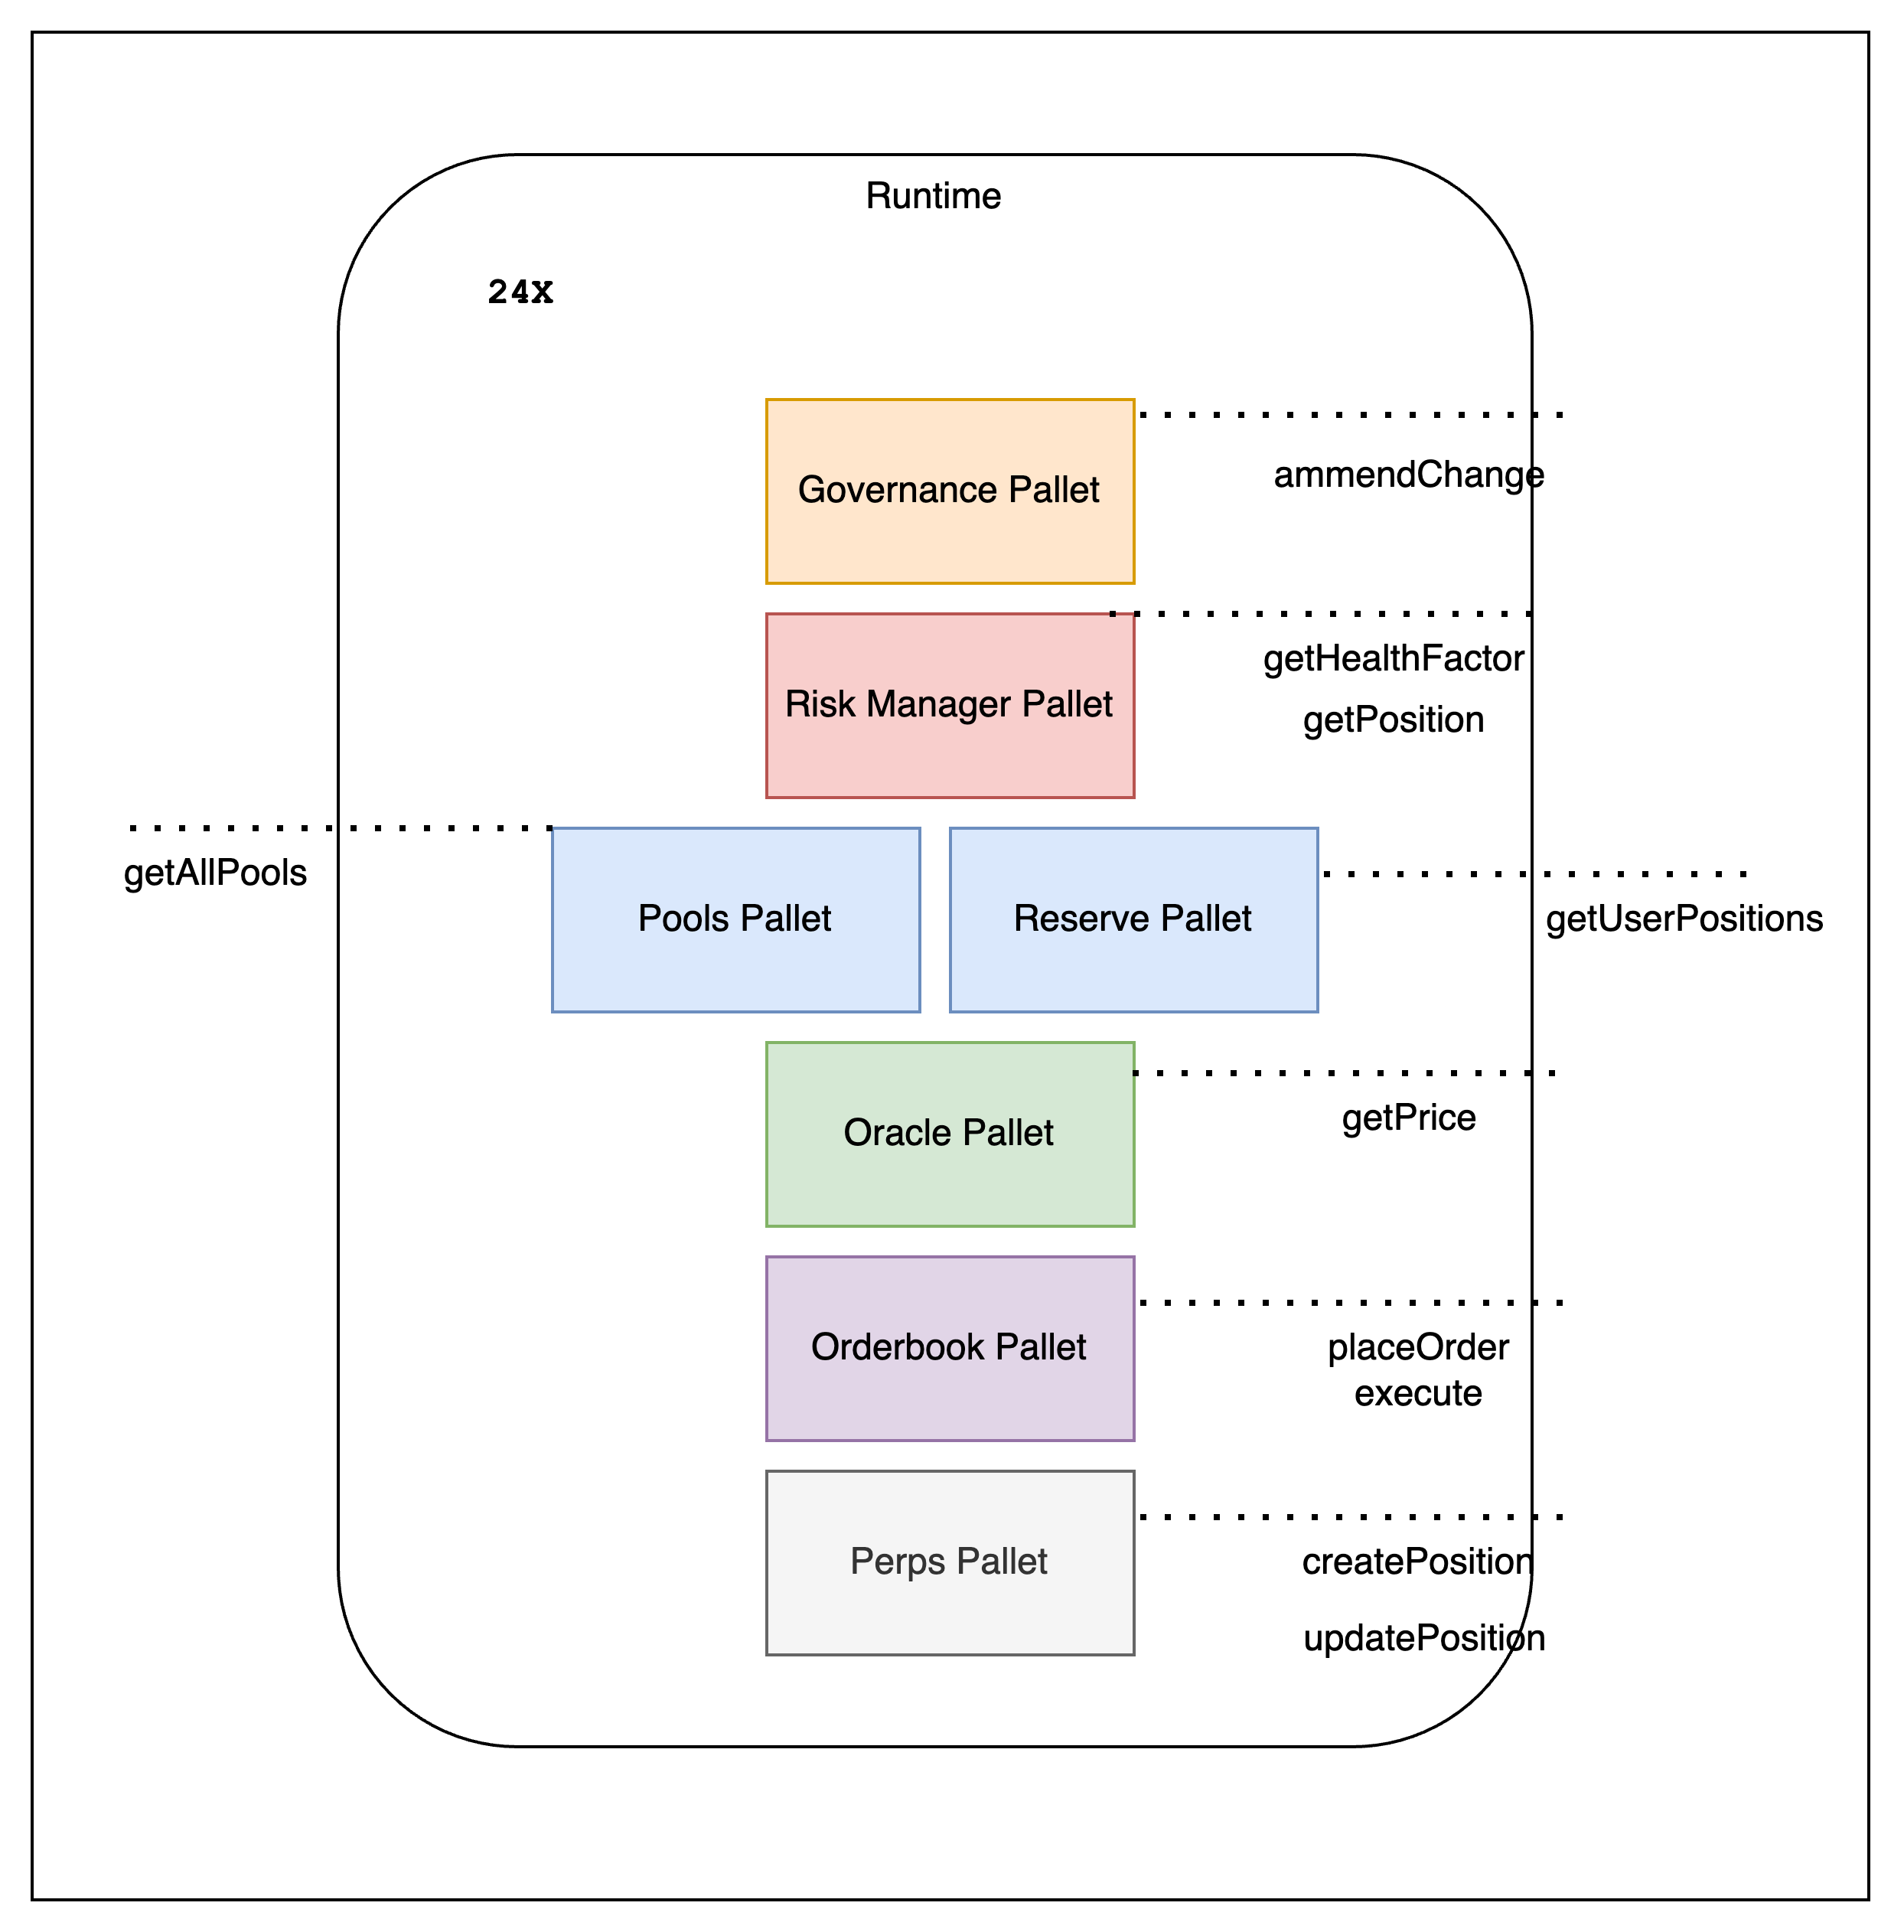 Runtime
24X
Governance Pallet
ammendChange
getHealthFactor
Risk Manager Pallet
getPosition
getAllPools
Pools Pallet
Reserve Pallet
getUserPositions
Oracle Pallet
getPrice
Orderbook Pallet
placeOrder
execute
Perps Pallet
createPosition
updatePosition